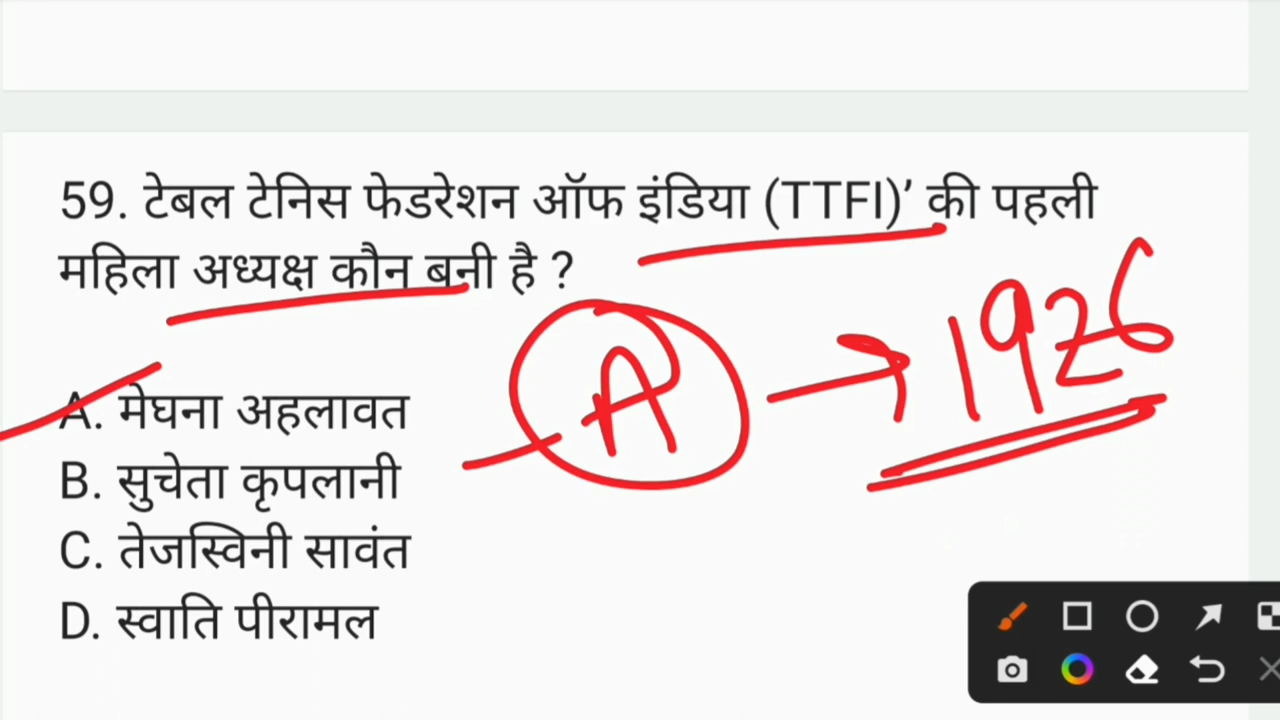 59. टेबल टेनिस फेडरेशन ऑफ इंडिया (TTFI)’ की पहली
महिला अध्यक्ष कौन बनी है ?
A → 1926
A. मेघना अहलावत
B. सुचेता कृपलानी
C. तेजस्विनी सावंत
D. स्वाति पीरामल